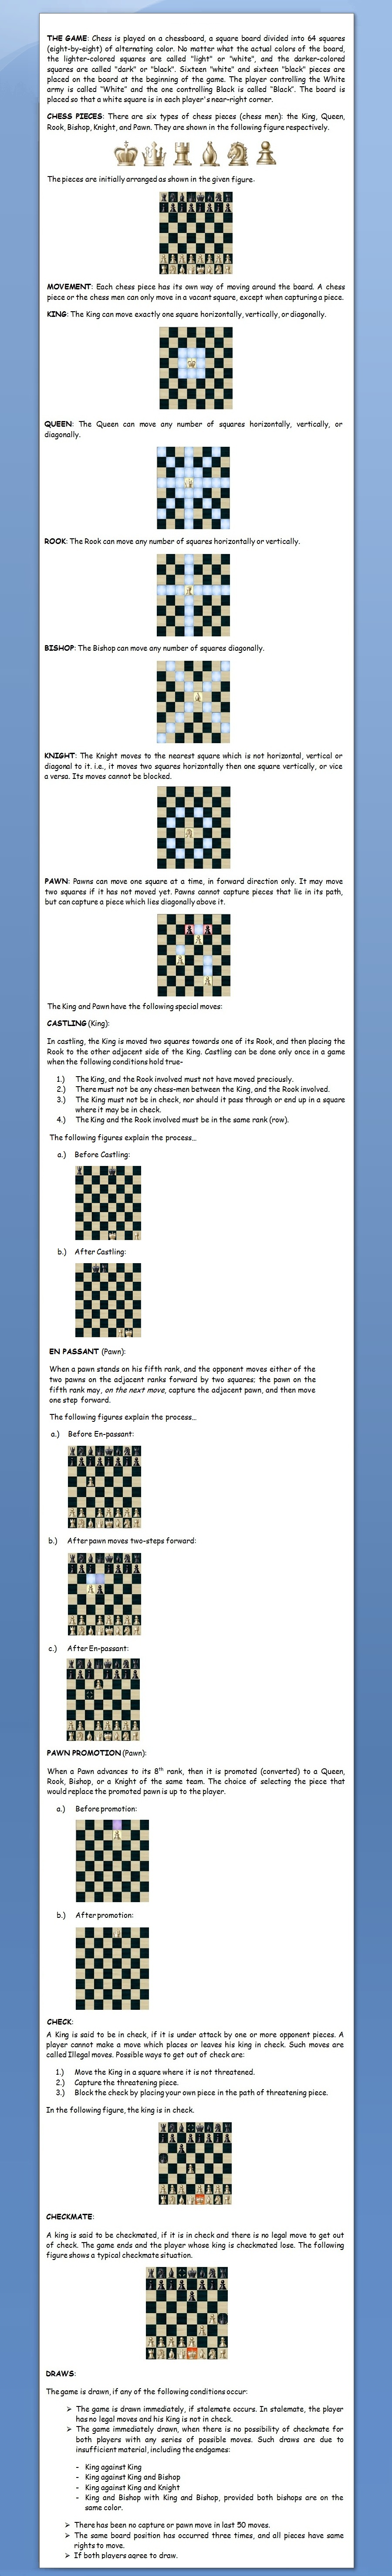 THE GAME: Chess is played on a chessboard, a square board divided into 64 squares
(eight-by-eight) of alternating color. No matter what the actual colors of the board,
the lighter-colored squares are called "light" or "white", and the darker-colored
squares are called "dark" or "black". Sixteen "white" and sixteen "black" pieces are
placed on the board at the beginning of the game. The player controlling the White
army is called "White" and the one controlling Black is called "Black". The board is
placed so that a white square is in each player's near-right corner.
CHESS PIECES: There are six types of chess pieces (chess men): the King, Queen,
Rook, Bishop, Knight, and Pawn. They are shown in the following figure respectively.
The pieces are initially arranged as shown in the given figure.
MOVEMENT: Each chess piece has its own way of moving around the board. A chess
piece or the chess men can only move in a vacant square, except when capturing a piece.
KING: The King can move exactly one square horizontally, vertically, or diagonally.
QUEEN: The Queen can move any number of squares horizontally, vertically, or
diagonally.
ROOK: The Rook can move any number of squares horizontally or vertically.
BISHOP: The Bishop can move any number of squares diagonally.
KNIGHT: The Knight moves to the nearest square which is not horizontal, vertical or
diagonal to it. i.e., it moves two squares horizontally then one square vertically, or vice
a versa. Its moves cannot be blocked.
PAWN: Pawns can move one square at a time, in forward direction only. It may move
two squares if it has not moved yet. Pawns cannot capture pieces that lie in its path,
but can capture a piece which lies diagonally above it.
The King and Pawn have the following special moves:
CASTLING (King):
In castling, the King is moved two squares towards one of its Rook, and then placing the
Rook to the other adjacent side of the King. Castling can be done only once in a game
when the following conditions hold true-
1.) The King, and the Rook involved must not have moved preciously.
2.) There must not be any chess-men between the King, and the Rook involved.
3.) The King must not be in check, nor should it pass through or end up in a square
where it may be in check.
4.) The King and the Rook involved must be in the same rank (row).
The following figures explain the process...
a.) Before Castling:
b.) After Castling:
EN PASSANT (Pawn):
When a pawn stands on his fifth rank, and the opponent moves either of the
two pawns on the adjacent ranks forward by two squares; the pawn on the
fifth rank may, on the next move, capture the adjacent pawn, and then move
one step forward.
The following figures explain the process...
a.) Before En-passant:
b.) After pawn moves two-steps forward:
c.) After En-passant:
PAWN PROMOTION (Pawn):
When a Pawn advances to its 8th rank, then it is promoted (converted) to a Queen,
Rook, Bishop, or a Knight of the same team. The choice of selecting the piece that
would replace the promoted pawn is up to the player.
a.) Before promotion:
b.) After promotion:
CHECK:
A King is said to be in check, if it is under attack by one or more opponent pieces. A
player cannot make a move which places or leaves his king in check. Such moves are
called Illegal moves. Possible ways to get out of check are:
1.) Move the King in a square where it is not threatened.
2.) Capture the threatening piece.
3.) Block the check by placing your own piece in the path of threatening piece.
In the following figure, the king is in check.
CHECKMATE:
A king is said to be checkmated, if it is in check and there is no legal move to get out
of check. The game ends and the player whose king is checkmated lose. The following
figure shows a typical checkmate situation.
DRAWS:
The game is drawn, if any of the following conditions occur:
➢ The game is drawn immediately, if stalemate occurs. In stalemate, the player
has no legal moves and his King is not in check.
➢ The game immediately drawn, when there is no possibility of checkmate for
both players with any series of possible moves. Such draws are due to
insufficient material, including the endgames:
- King against King
- King against King and Bishop
- King against King and Knight
- King and Bishop with King and Bishop, provided both bishops are on the
same color.
➢ There has been no capture or pawn move in last 50 moves.
➢ The same board position has occurred three times, and all pieces have same
rights to move.
➢ If both players agree to draw.